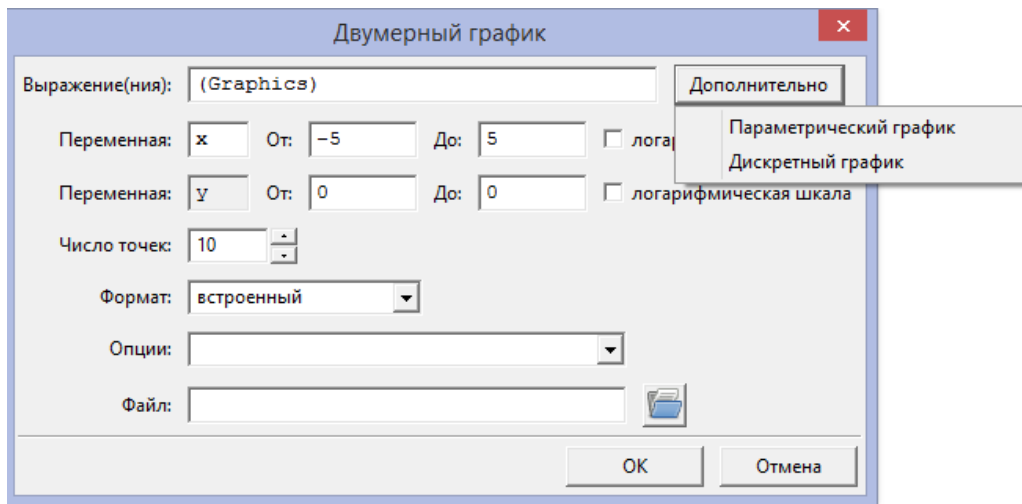 Двумерный график
Выражение(ния): (Graphics) Дополнительно
Параметрический график
Переменная: x От: -5 До: 5 лога
Дискретный график
Переменная: y От: 0 До: 0 логарифмическая шкала
Число точек: 10
Формат: встроенный
Опции:
Файл:
OK Отмена